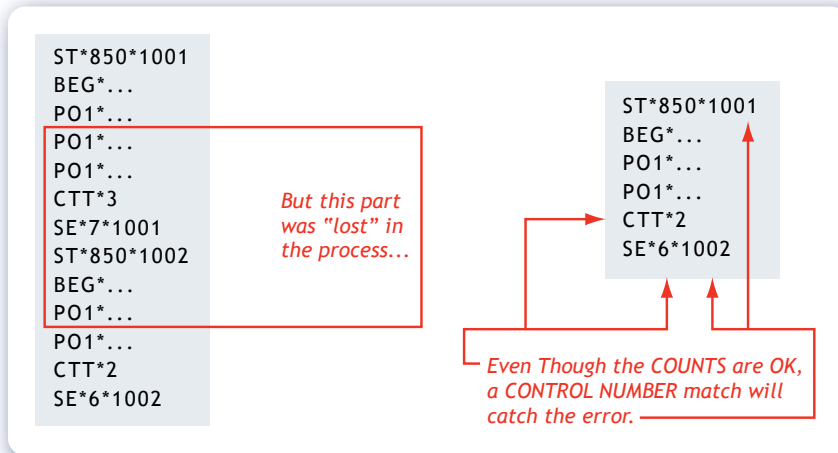 ST*850*1001
BEG*...
PO1*...
PO1*...
PO1*...
CTT*3
SE*7*1001
ST*850*1002
BEG*...
PO1*...
PO1*...
CTT*2
SE*6*1002
But this part
was “lost” in
the process...
ST*850*1001
BEG*...
PO1*...
PO1*...
CTT*2
SE*6*1002
Even Though the COUNTS are OK,
a CONTROL NUMBER match will
catch the error.